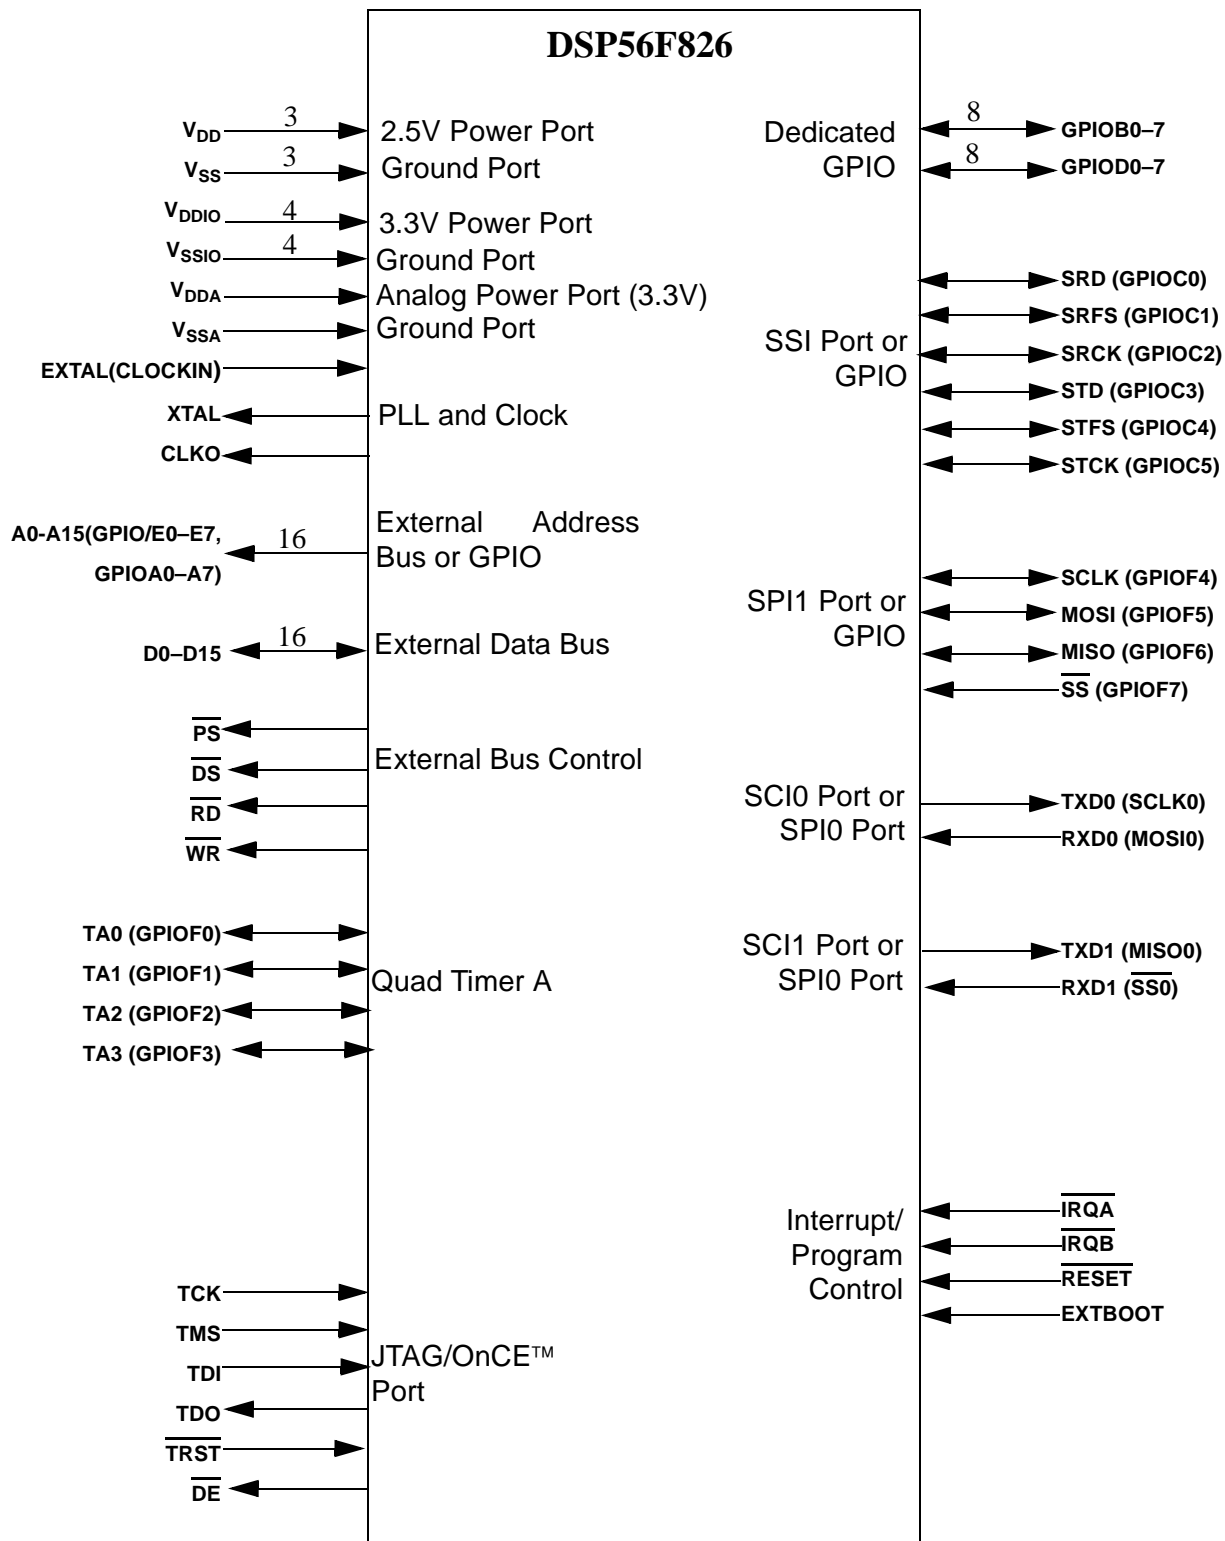 DSP56F826
VDD 3 2.5V Power Port
VSS 3 Ground Port
VDDIO 4 3.3V Power Port
VSSIO 4 Ground Port
VDDA Analog Power Port (3.3V)
VSSA Ground Port
EXTAL(CLOCKIN)
XTAL PLL and Clock
CLKO
A0-A15(GPIO/E0–E7,
GPIOA0–A7)
16
External Address
Bus or GPIO
D0–D15 16 External Data Bus
PS
DS
RD
WR
External Bus Control
TA0 (GPIOF0)
TA1 (GPIOF1)
TA2 (GPIOF2)
TA3 (GPIOF3)
Quad Timer A
TCK
TMS
TDI
TDO
TRST
DE
JTAG/OnCE™
Port
Dedicated
GPIO
8 GPIOB0–7
8 GPIOD0–7
SSI Port or
GPIO
SRD (GPIOC0)
SRFS (GPIOC1)
SRCK (GPIOC2)
STD (GPIOC3)
STFS (GPIOC4)
STCK (GPIOC5)
SPI1 Port or
GPIO
SCLK (GPIOF4)
MOSI (GPIOF5)
MISO (GPIOF6)
SS (GPIOF7)
SCI0 Port or
SPI0 Port
TXD0 (SCLK0)
RXD0 (MOSI0)
SCI1 Port or
SPI0 Port
TXD1 (MISO0)
RXD1 (SS0)
Interrupt/
Program
Control
IRQA
IRQB
RESET
EXTBOOT